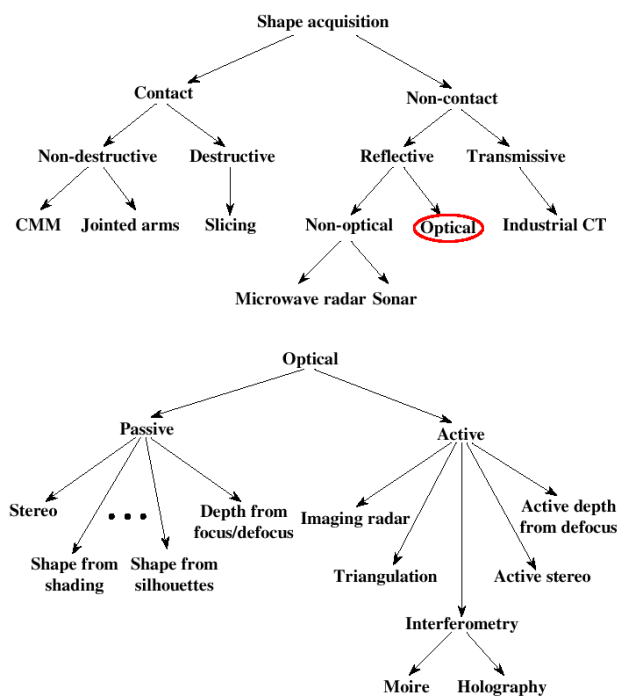 Shape acquisition
Contact
Non-contact
Non-destructive
Destructive
Reflective
Transmissive
CMM
Jointed arms
Slicing
Non-optical
Optical
Industrial CT
Microwave radar
Sonar
Optical
Passive
Active
Stereo
Depth from
focus/defocus
Imaging radar
Active depth
from defocus
Shape from
shading
Shape from
silhouettes
Triangulation
Active stereo
Interferometry
Moire
Holography